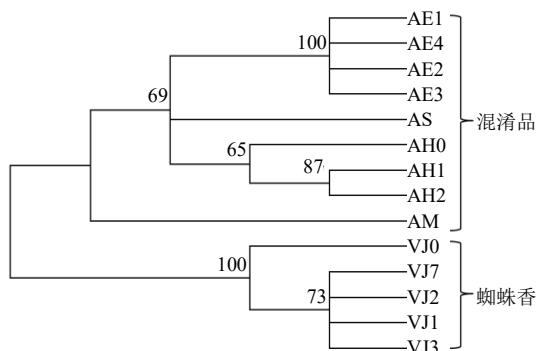 AE1
100
AE4
AE2
69
AE3
混淆品
AS
65
AH0
87
AH1
AH2
AM
VJ0
100
VJ7
73
VJ2
蜘蛛香
VJ1
VJ3